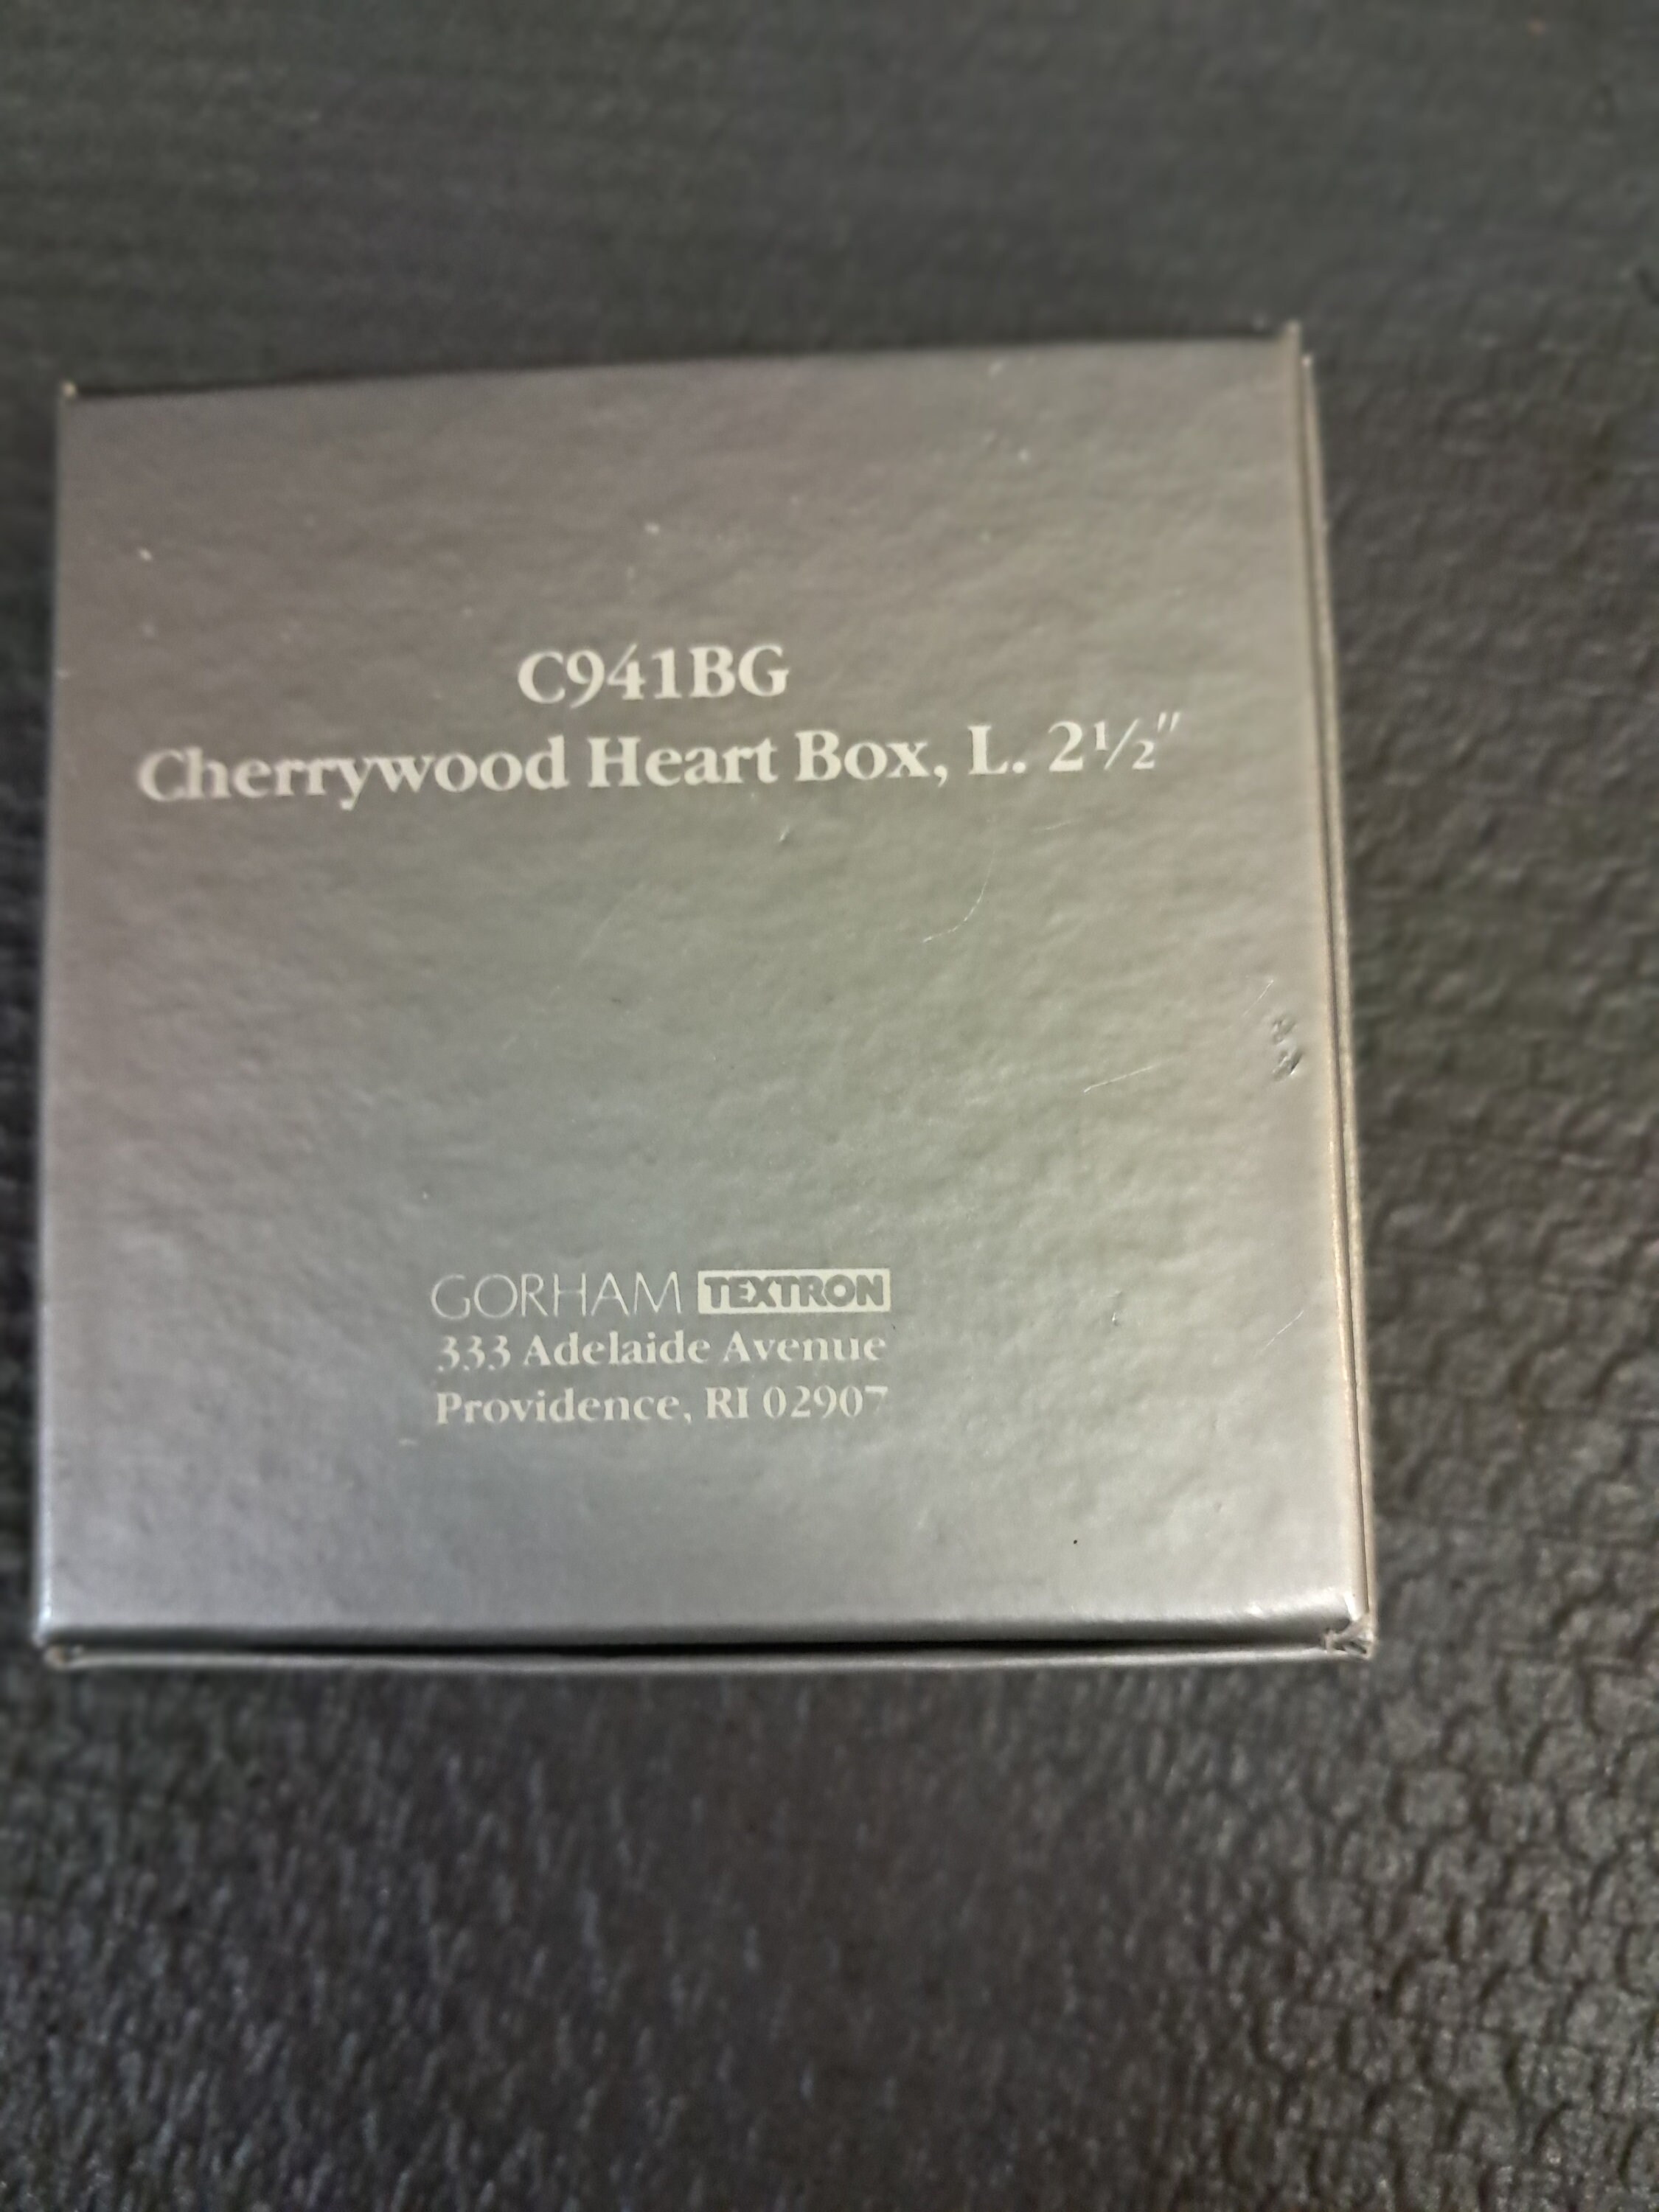 C941BG
Cherrywood Heart Box, L. 2½"
GORHAM TEXTRON
333 Adelaide Avenue
Providence, RI 02907